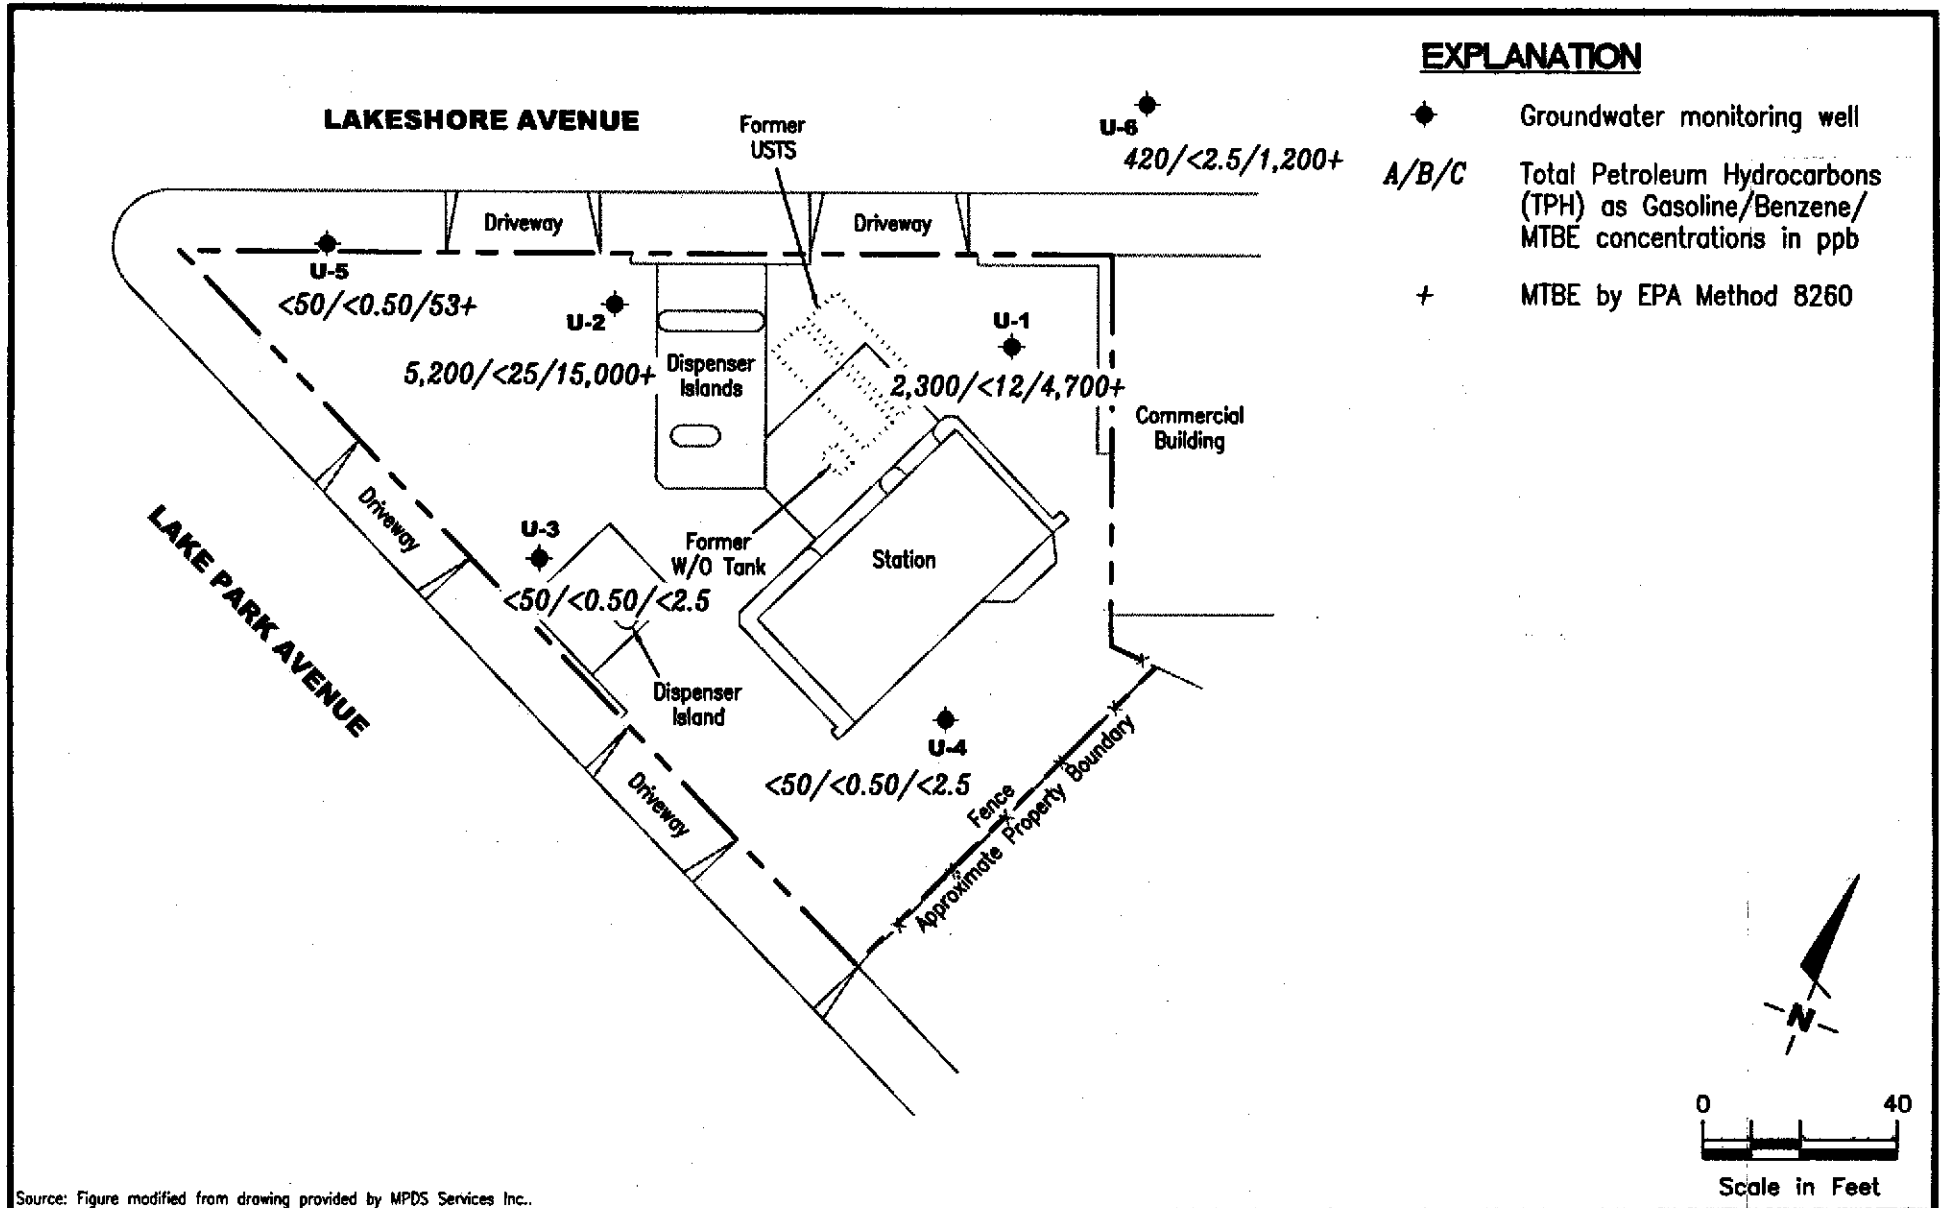 EXPLANATION
Groundwater monitoring well
A/B/C
Total Petroleum Hydrocarbons
(TPH) as Gasoline/Benzene/
MTBE concentrations in ppb
+
MTBE by EPA Method 8260
LAKESHORE AVENUE
Former
USTS
U-6
420/<2.5/1,200+
Driveway
Driveway
U-5
<50/<0.50/53+
U-2
5,200/<25/15,000+
Dispenser
Islands
U-1
2,300/<12/4,700+
Commercial
Building
Driveway
LAKE PARK AVENUE
U-3
<50/<0.50/<2.5
Former
W/O Tank
Station
Dispenser
Island
U-4
<50/<0.50/<2.5
Driveway
Fence
Approximate Property Boundary
N
0 40
Scale in Feet
Source: Figure modified from drawing provided by MPDS Services Inc..